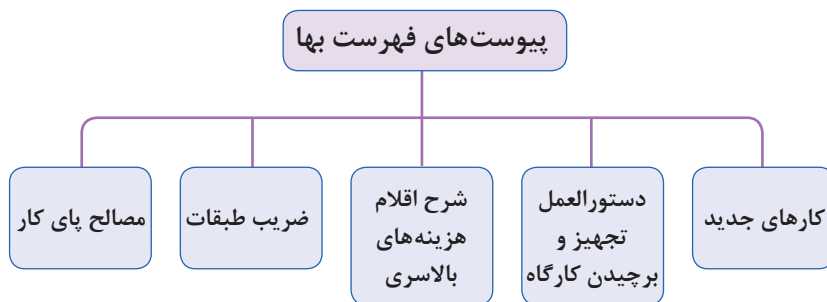 پیوست‌های فهرست بها
مصالح پای کار
ضریب طبقات
شرح اقلام
هزینه‌های
بالاسری
دستورالعمل
تجهیز و
برچیدن کارگاه
کارهای جدید